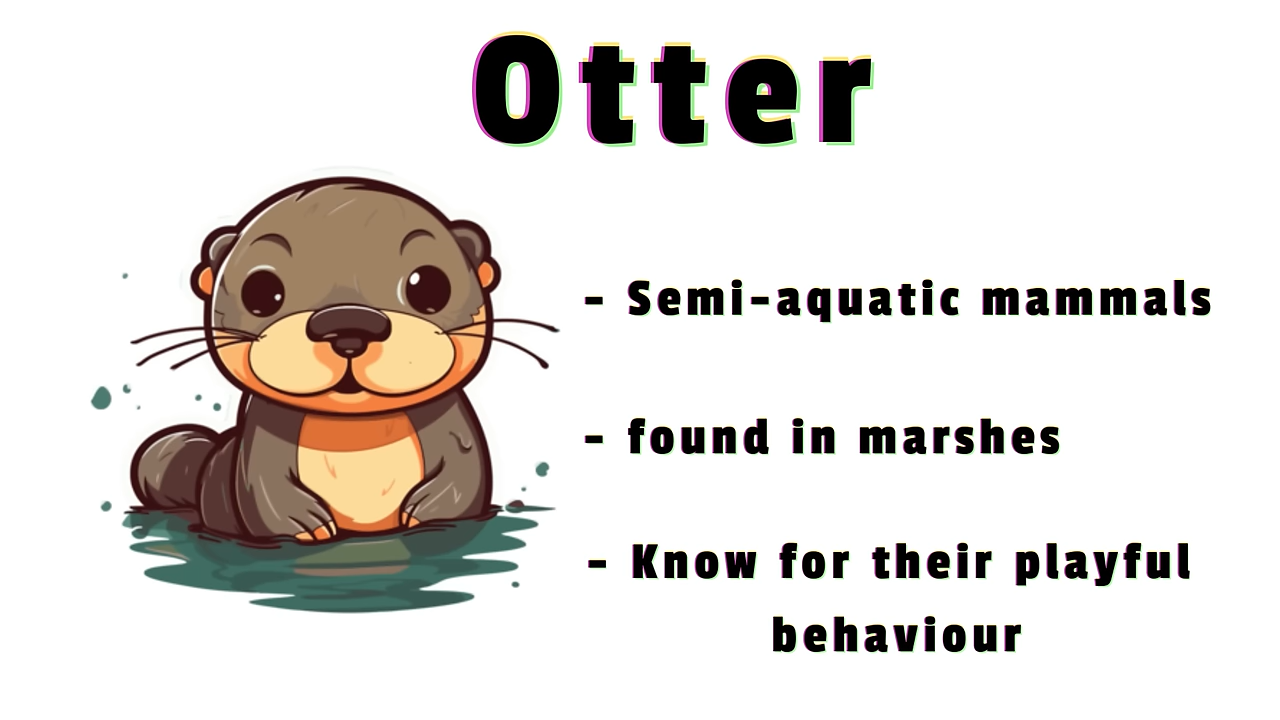 Otter
- Semi-aquatic mammals
- found in marshes
- Know for their playful
behaviour